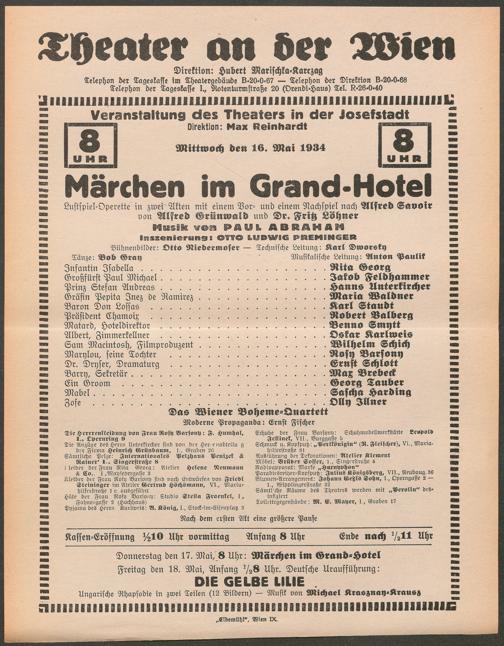 Theater an der Wien
Direktion: Hubert Marischka-Karczag
Telephon der Tageskasse im Theatergebäude B-20-0-67 — Telephon der Direktion B-20-0-68
Telephon der Tageskasse I., Rotenturmstraße 20 (Orendi-Haus) Tel. R-26-0-40
Veranstaltung des Theaters in der Josefstadt
Direktion: Max Reinhardt
8 UHR
8 UHR
Mittwoch den 16. Mai 1934
Märchen im Grand-Hotel
Lustspiel-Operette in zwei Akten mit einem Vor- und einem Nachspiel nach Alfred Savoir
von Alfred Grünwald und Dr. Fritz Löhner
Musik von PAUL ABRAHAM
Inszenierung: OTTO LUDWIG PREMINGER
Bühnenbilder: Otto Niedermoser — Technische Leitung: Karl Dworsky
Tänze: Bob Gray Musikalische Leitung: Anton Paulik
Infantin Isabella Rita Georg
Großfürst Paul Michael Jakob Feldhammer
Prinz Stefan Andreas Hanns Unterkircher
Gräfin Pepita Inez de Ramirez Maria Waldner
Baron Don Lossas Karl Staudt
Präsident Chamoix Robert Valberg
Matard, Hoteldirektor Benno Smytt
Albert, Zimmerkellner Oskar Karlweis
Sam Macintosh, Filmproduzent Wilhelm Schich
Marylou, seine Tochter Rosy Barsony
Dr. Dryser, Dramaturg Ernst Schlott
Barry, Sekretär Max Brebeck
Ein Groom Georg Tauber
Mabel Sascha Harding
Zofe Olly Illner
Das Wiener Boheme-Quartett
Moderne Propaganda: Ernst Fischer
Nach dem ersten Akt eine größere Pause
Kassen-Eröffnung ½10 Uhr vormittag Anfang 8 Uhr Ende nach ½11 Uhr
Donnerstag den 17. Mai, 8 Uhr: Märchen im Grand-Hotel
Freitag den 18. Mai, Anfang ½8 Uhr. Deutsche Uraufführung:
DIE GELBE LILIE
Ungarische Rhapsodie in zwei Teilen (12 Bildern) — Musik von Michael Krasznay-Krausz
„Elbemühl“, Wien IX.